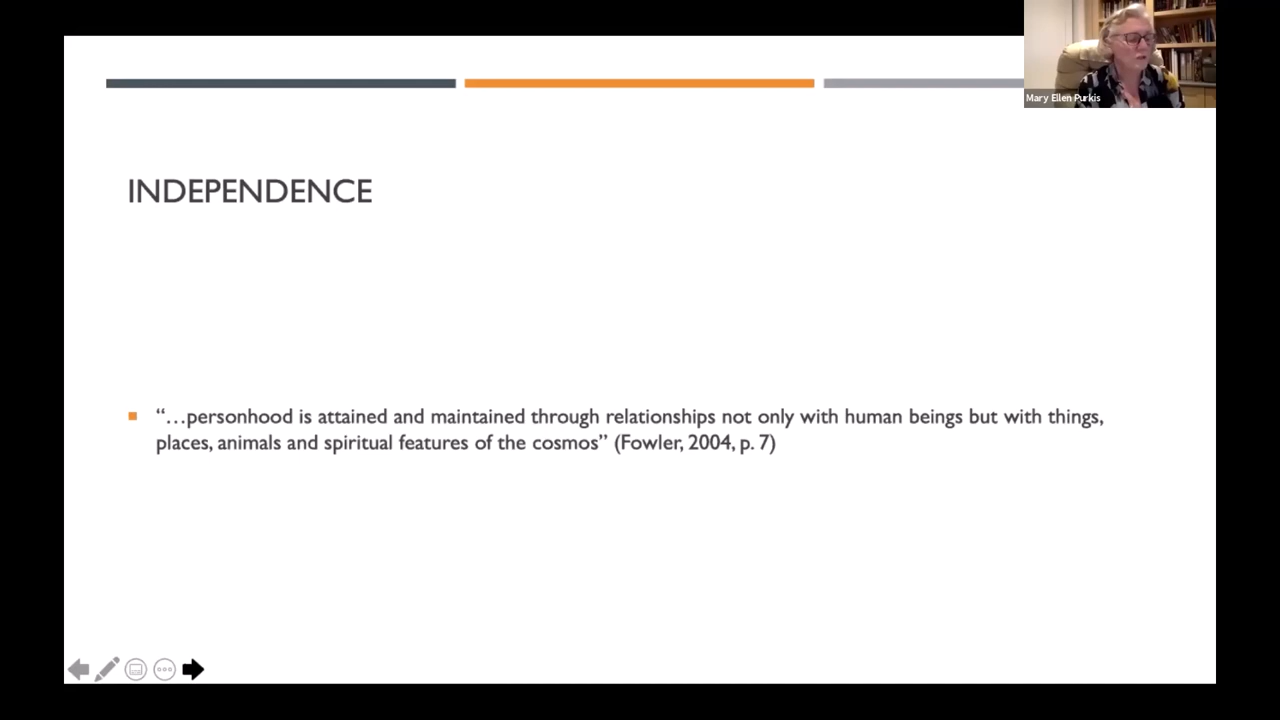 Mary Ellen Purkis
INDEPENDENCE
“…personhood is attained and maintained through relationships not only with human beings but with things,
places, animals and spiritual features of the cosmos” (Fowler, 2004, p. 7)